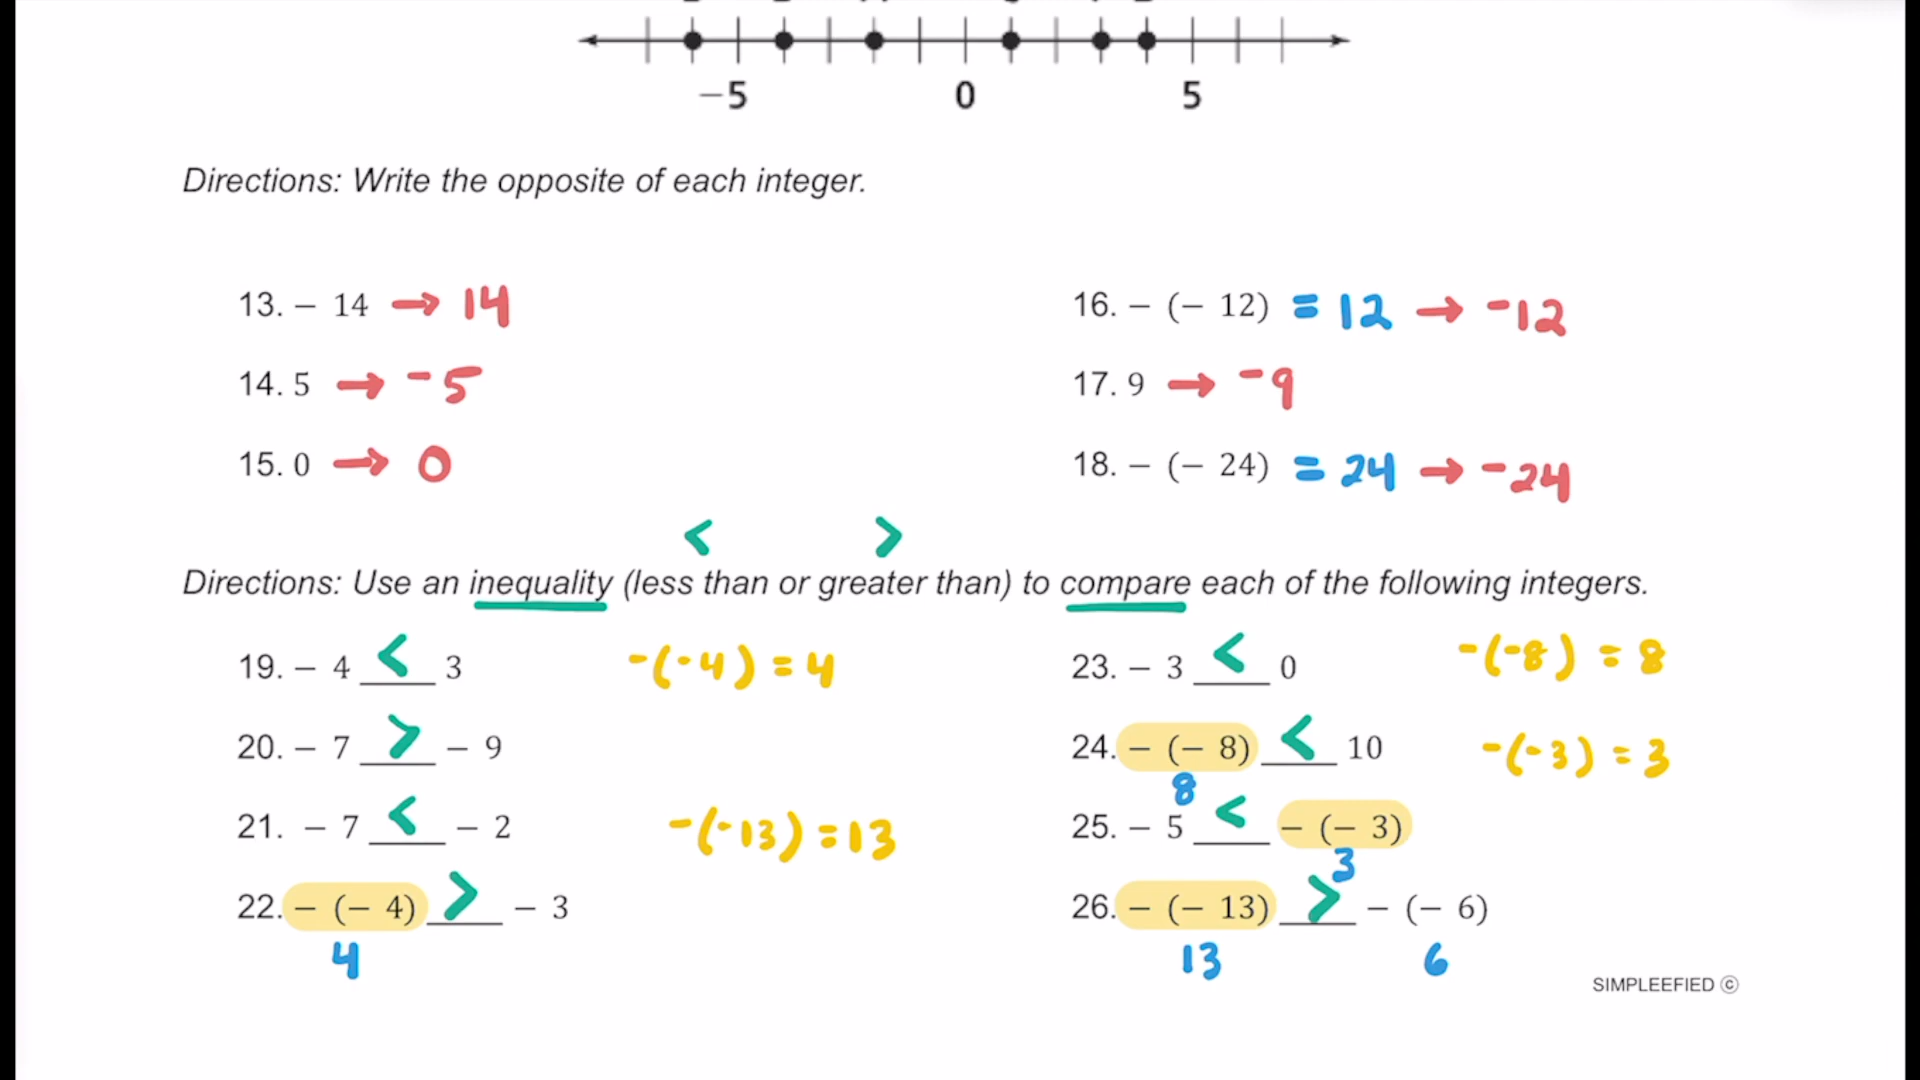 −5 0 5
Directions: Write the opposite of each integer.
13. − 14 → 14
14. 5 → -5
15. 0 → 0
16. − (− 12) = 12 → -12
17. 9 → -9
18. − (− 24) = 24 → -24
< >
Directions: Use an inequality (less than or greater than) to compare each of the following integers.
19. − 4 < 3
-(-4) = 4
20. − 7 > − 9
21. − 7 < − 2
-(-13) = 13
22. − (− 4) > − 3
4
23. − 3 < 0
-(-8) = 8
24. − (− 8) < 10
8
-(-3) = 3
25. − 5 < − (− 3)
3
26. − (− 13) > − (− 6)
13 6
SIMPLEEFIED ©